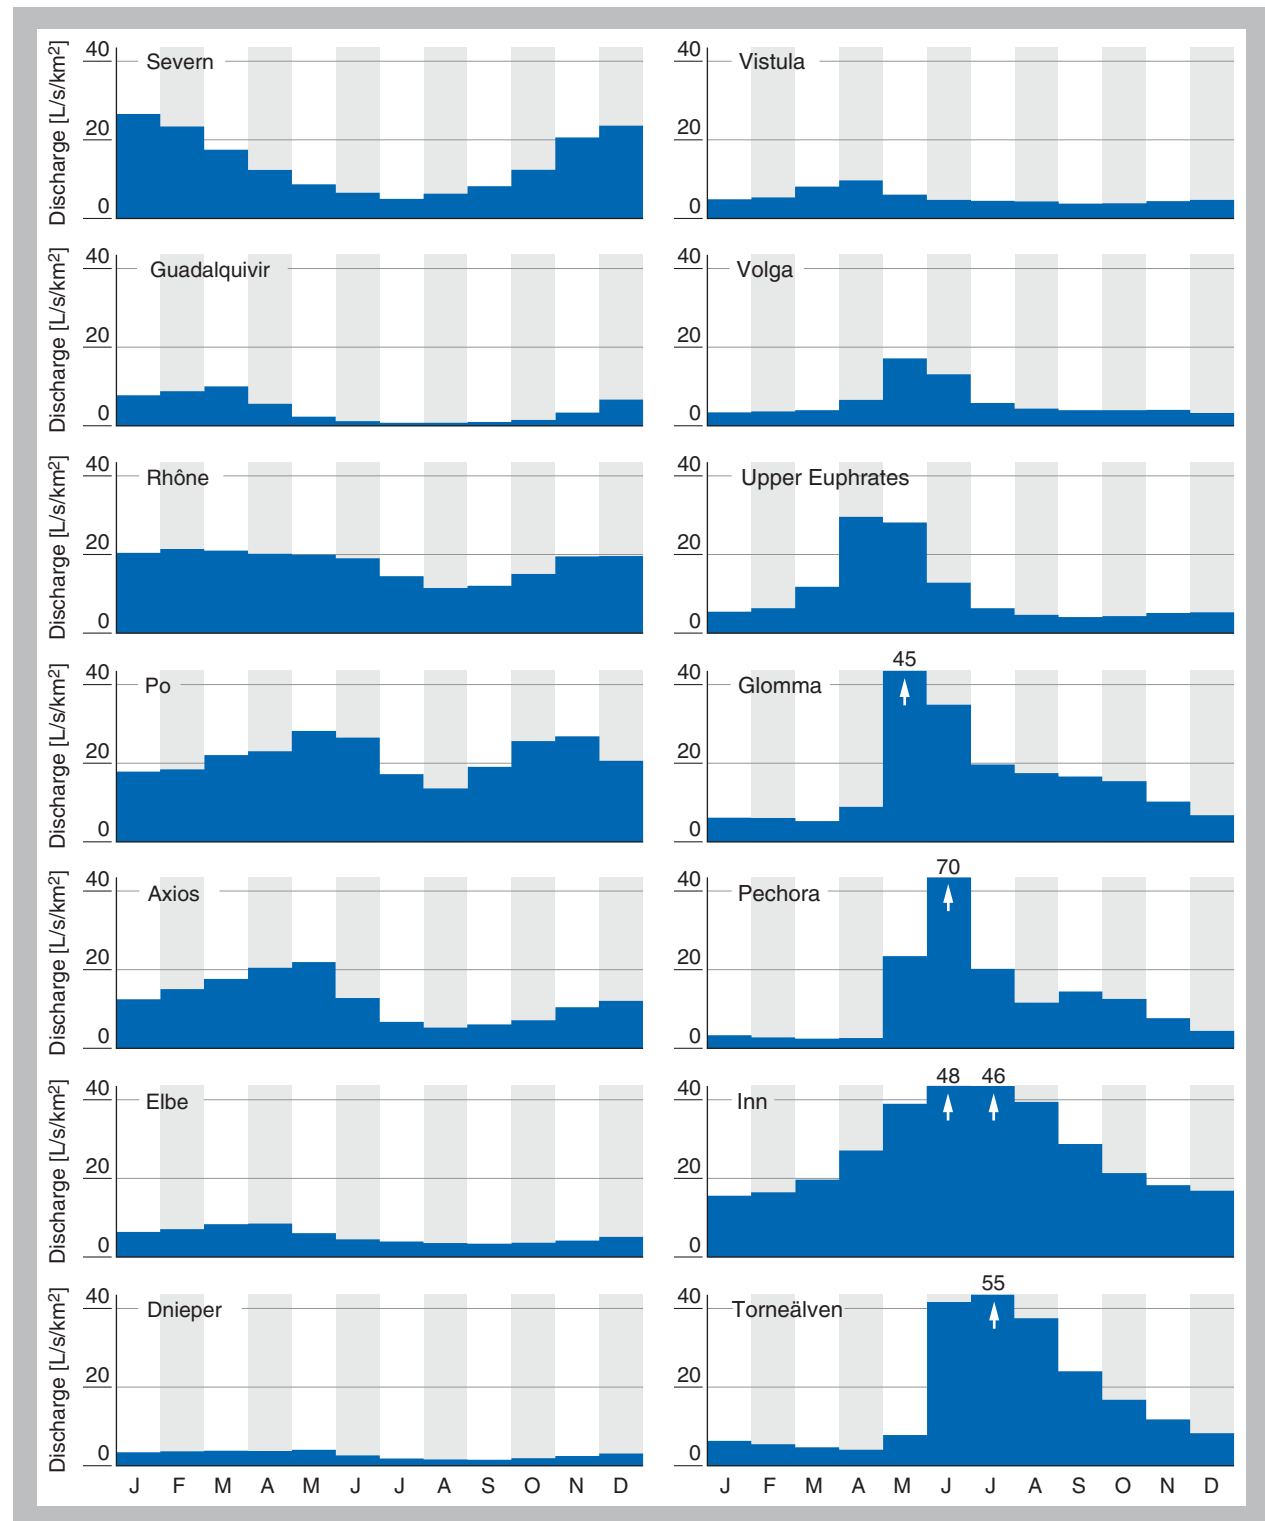 Discharge [L/s/km²]
40
20
0
Severn
40
20
0
Vistula
Discharge [L/s/km²]
40
20
0
Guadalquivir
40
20
0
Volga
Discharge [L/s/km²]
40
20
0
Rhône
40
20
0
Upper Euphrates
Discharge [L/s/km²]
40
20
0
Po
40
20
0
Glomma
45
Discharge [L/s/km²]
40
20
0
Axios
40
20
0
Pechora
70
Discharge [L/s/km²]
40
20
0
Elbe
40
20
0
Inn
48 46
Discharge [L/s/km²]
40
20
0
Dnieper
40
20
0
Torneälven
55
J F M A M J J A S O N D
J F M A M J J A S O N D